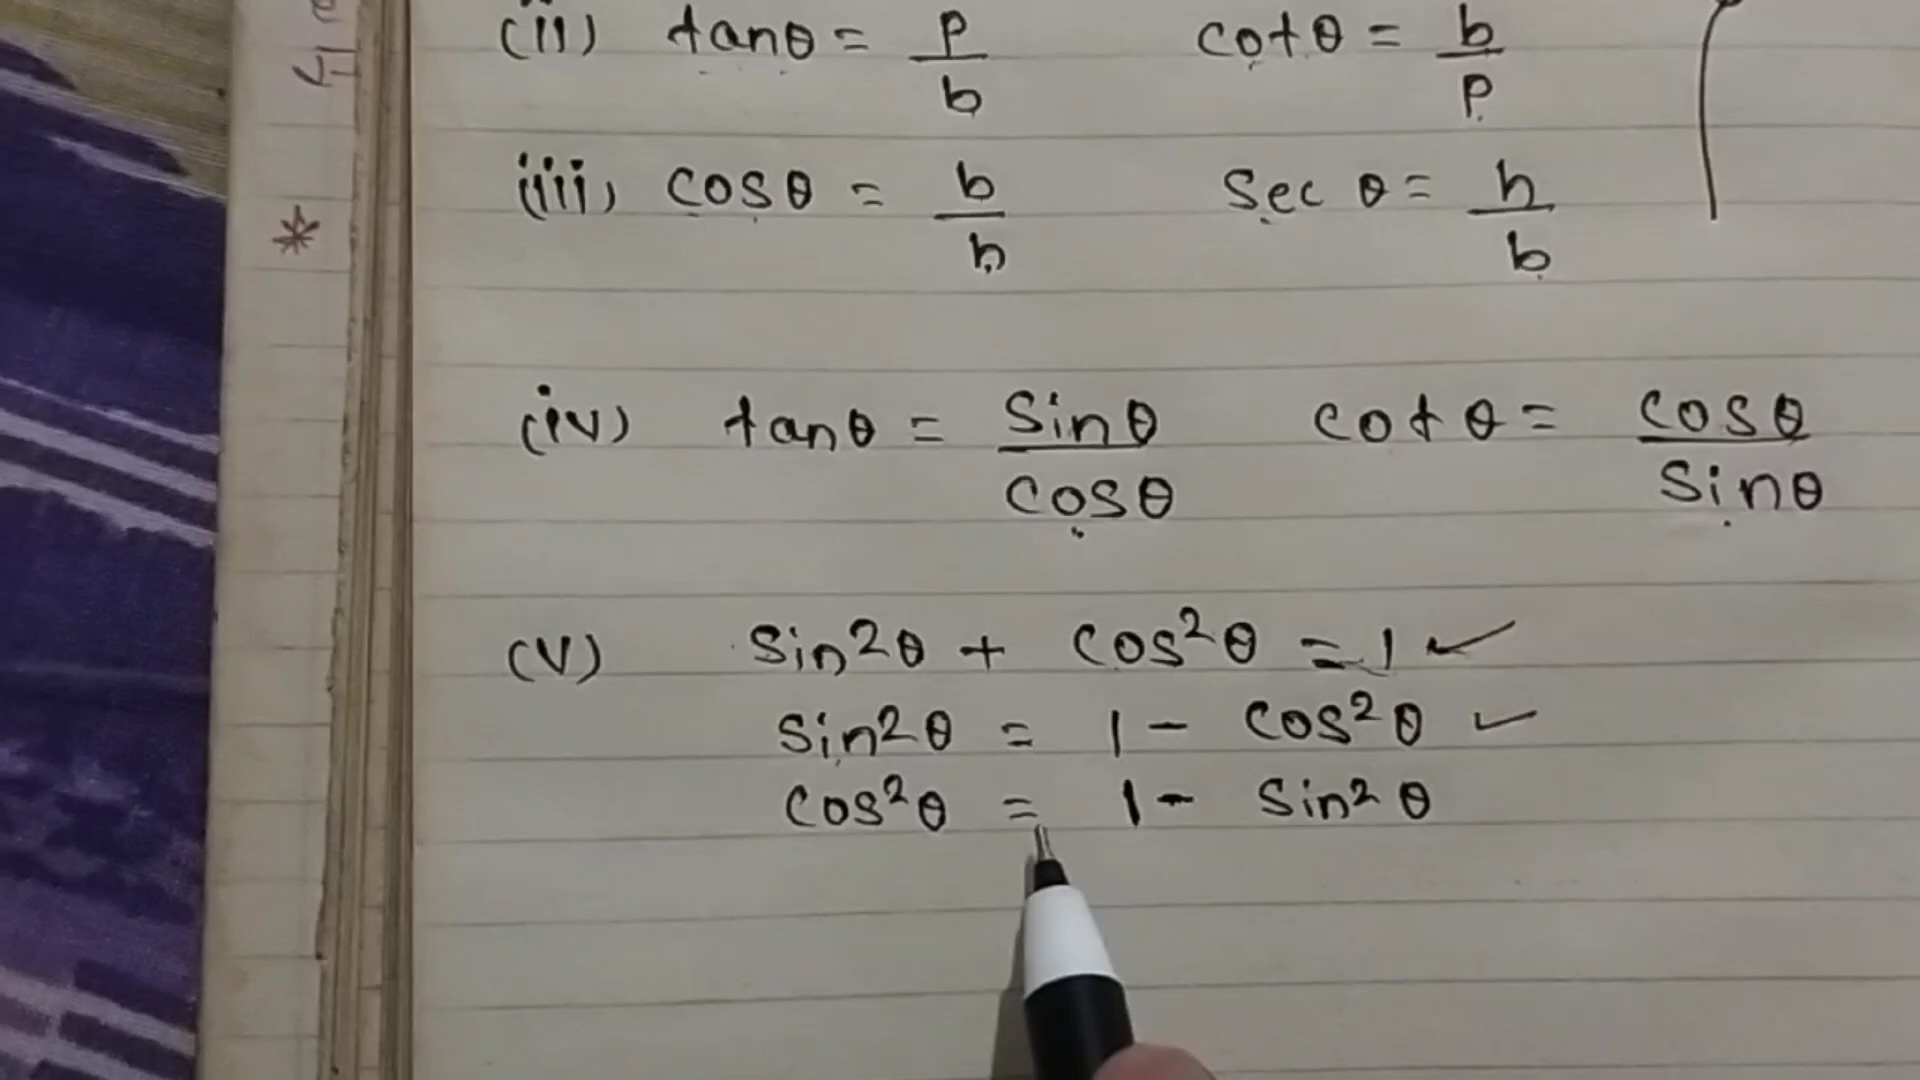 (ii) tanθ = p/b cotθ = b/p
(iii) cosθ = b/h sec θ = h/b
(iv) tanθ = sinθ/cosθ cot θ = cosθ/sinθ
(v) sin²θ + cos²θ = 1 ✓
sin²θ = 1 - cos²θ ✓
cos²θ = 1 - sin²θ